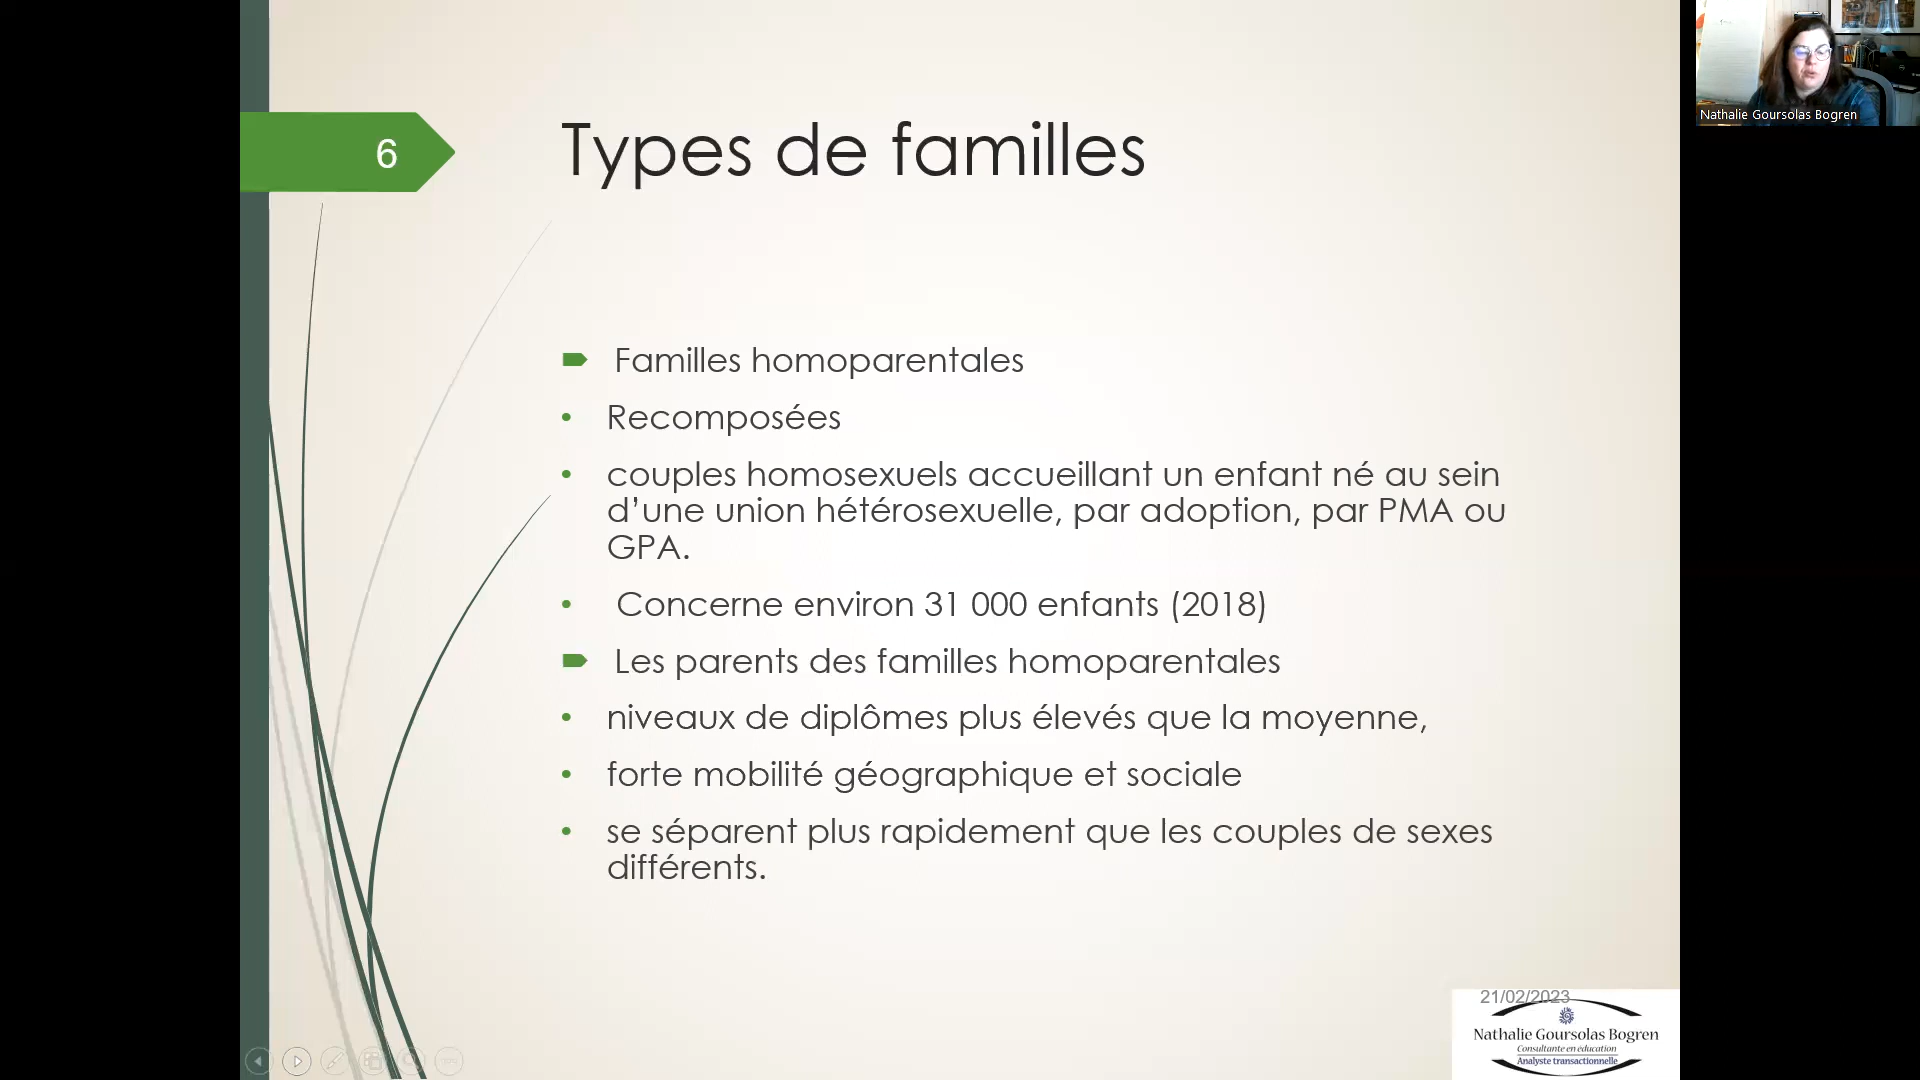 6
Types de familles
Familles homoparentales
• Recomposées
• couples homosexuels accueillant un enfant né au sein
d’une union hétérosexuelle, par adoption, par PMA ou
GPA.
• Concerne environ 31 000 enfants (2018)
Les parents des familles homoparentales
• niveaux de diplômes plus élevés que la moyenne,
• forte mobilité géographique et sociale
• se séparent plus rapidement que les couples de sexes
différents.
21/02/2023
Nathalie Goursolas Bogren
Consultante en éducation
Analyste transactionnelle
Nathalie Goursolas Bogren